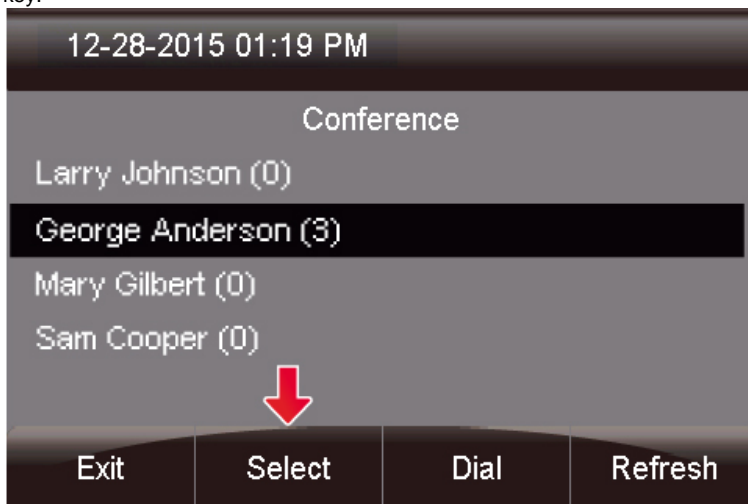 key.
12-28-2015 01:19 PM
Conference
Larry Johnson (0)
George Anderson (3)
Mary Gilbert (0)
Sam Cooper (0)
Exit Select Dial Refresh